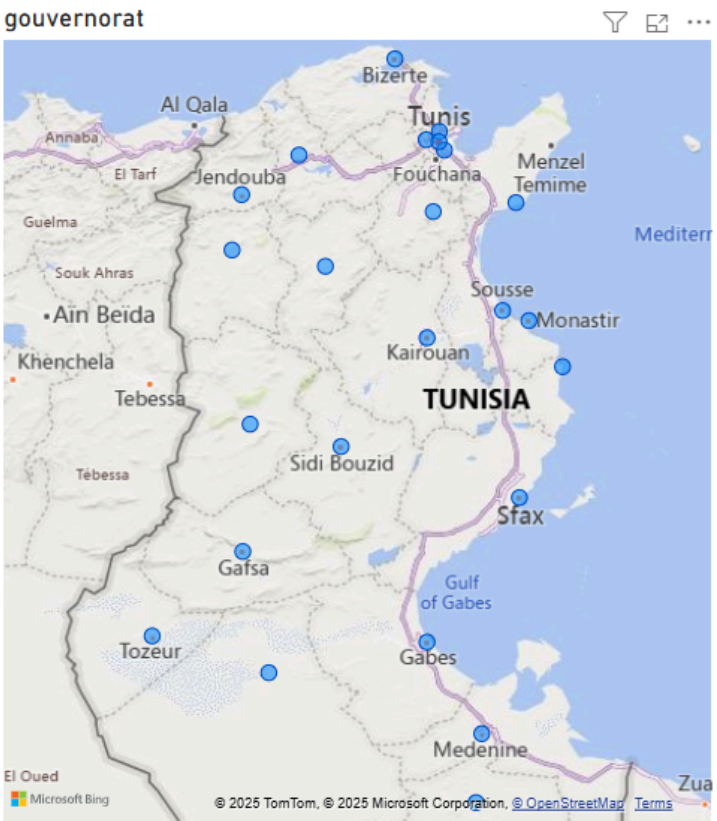 gouvernorat
Bizerte
Al Qala
Tunis
Annaba
El Tarf
Jendouba
Fouchana
Menzel
Temime
Guelma
Mediterr
Souk Ahras
Sousse
Aïn Beïda
Monastir
Kairouan
Khenchela
Tebessa
TUNISIA
Sidi Bouzid
Tébessa
Sfax
Gafsa
Gulf
of Gabes
Tozeur
Gabes
Medenine
El Oued
Zua
Microsoft Bing
© 2025 TomTom, © 2025 Microsoft Corporation, © OpenStreetMap Terms